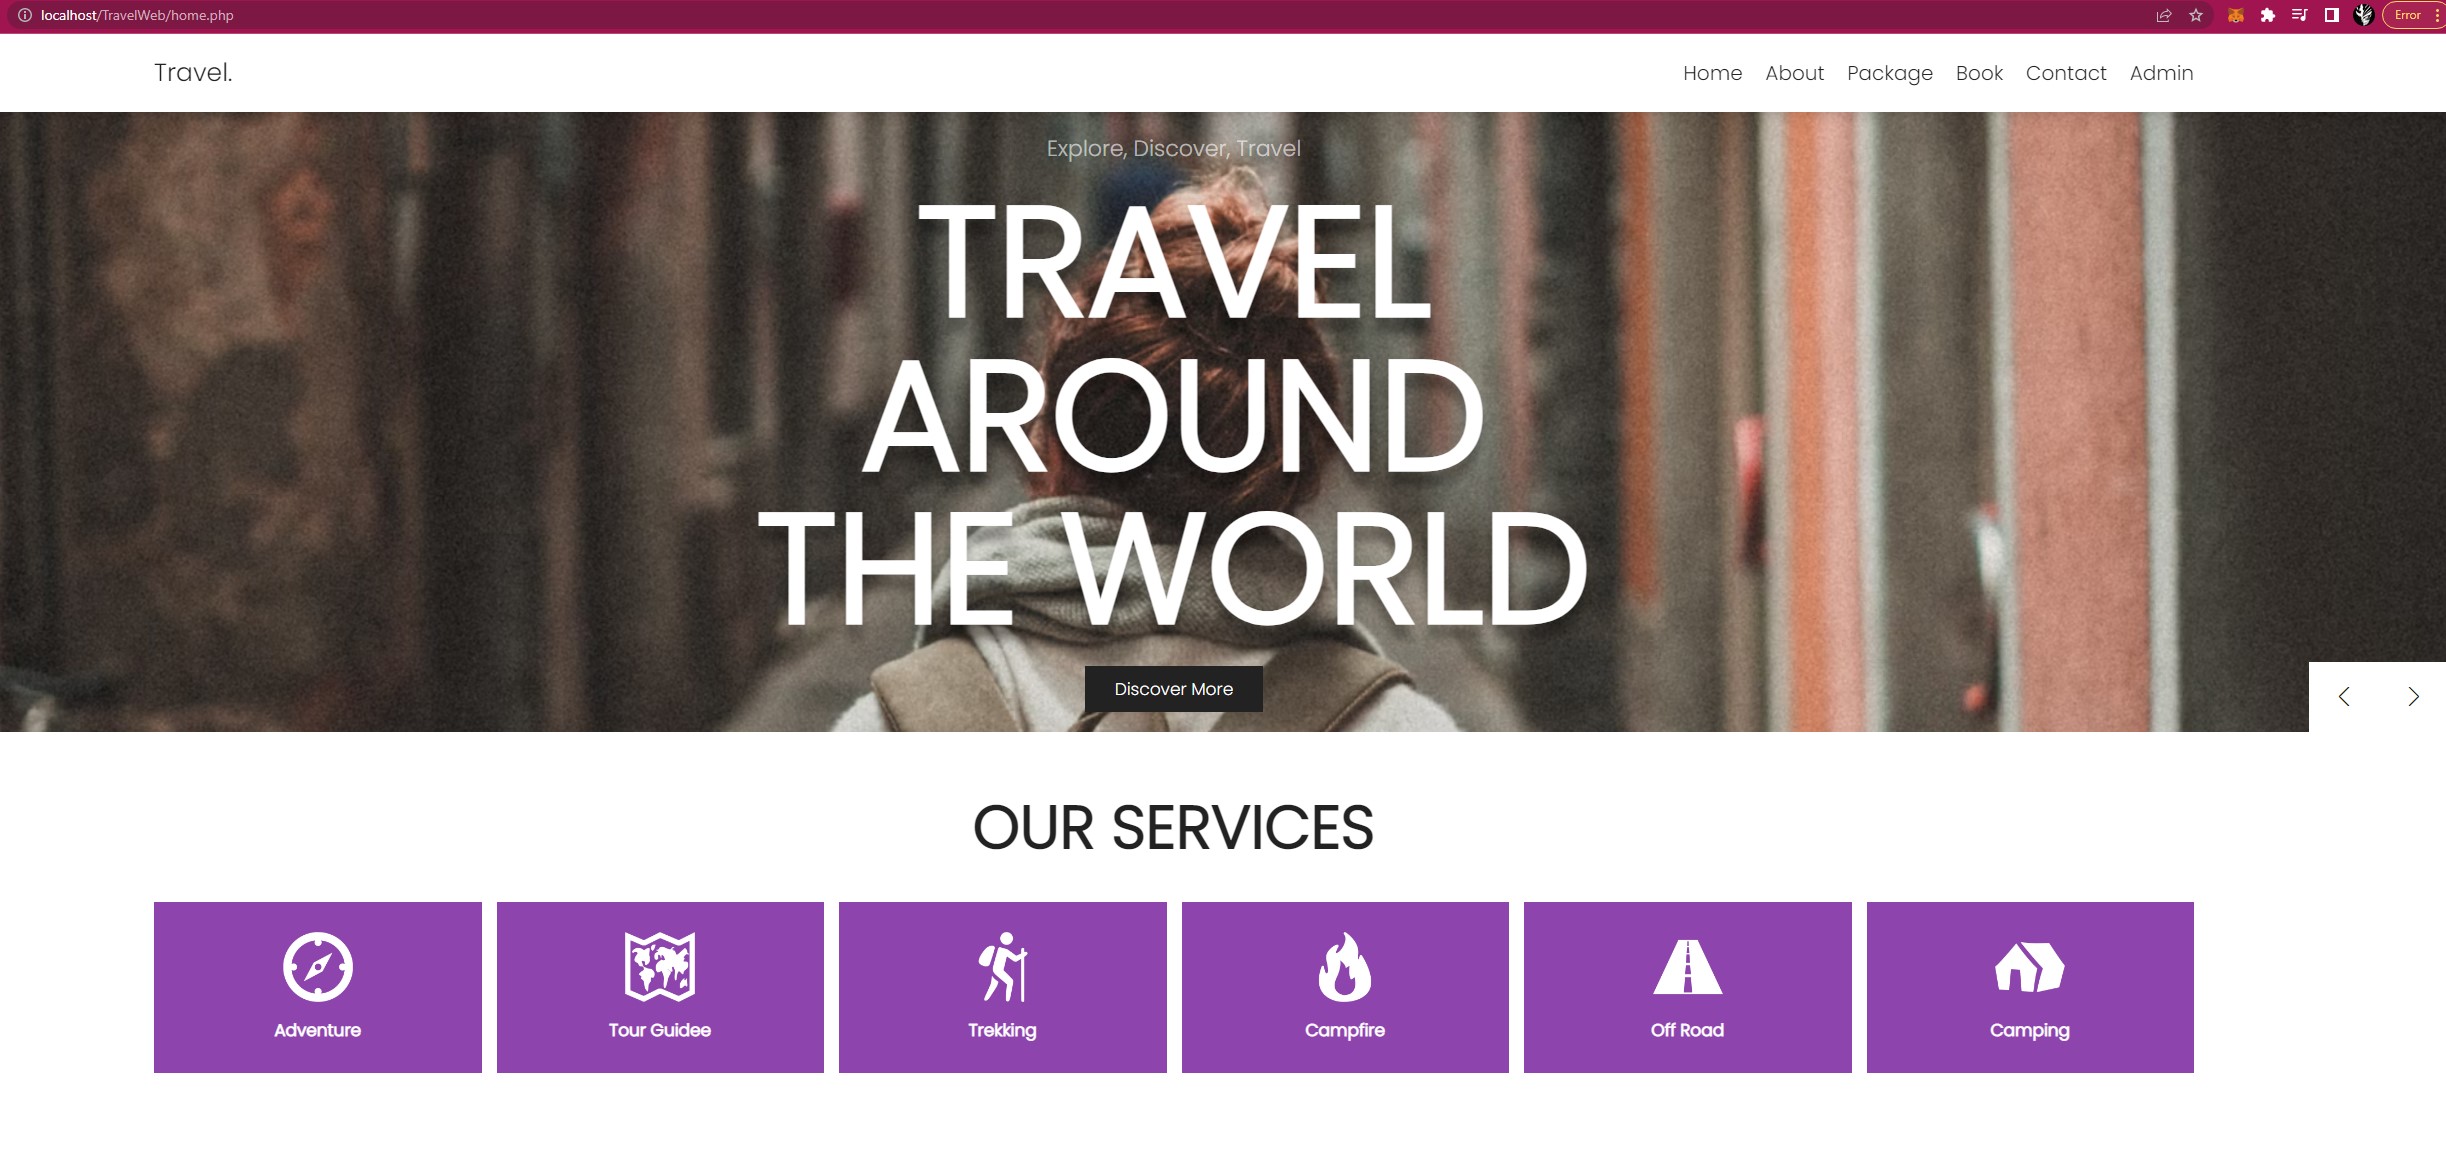 localhost/TravelWeb/home.php
Error
Travel.
Home About Package Book Contact Admin
Explore, Discover, Travel
TRAVEL
AROUND
THE WORLD
Discover More
OUR SERVICES
Adventure Tour Guidee Trekking Campfire Off Road Camping